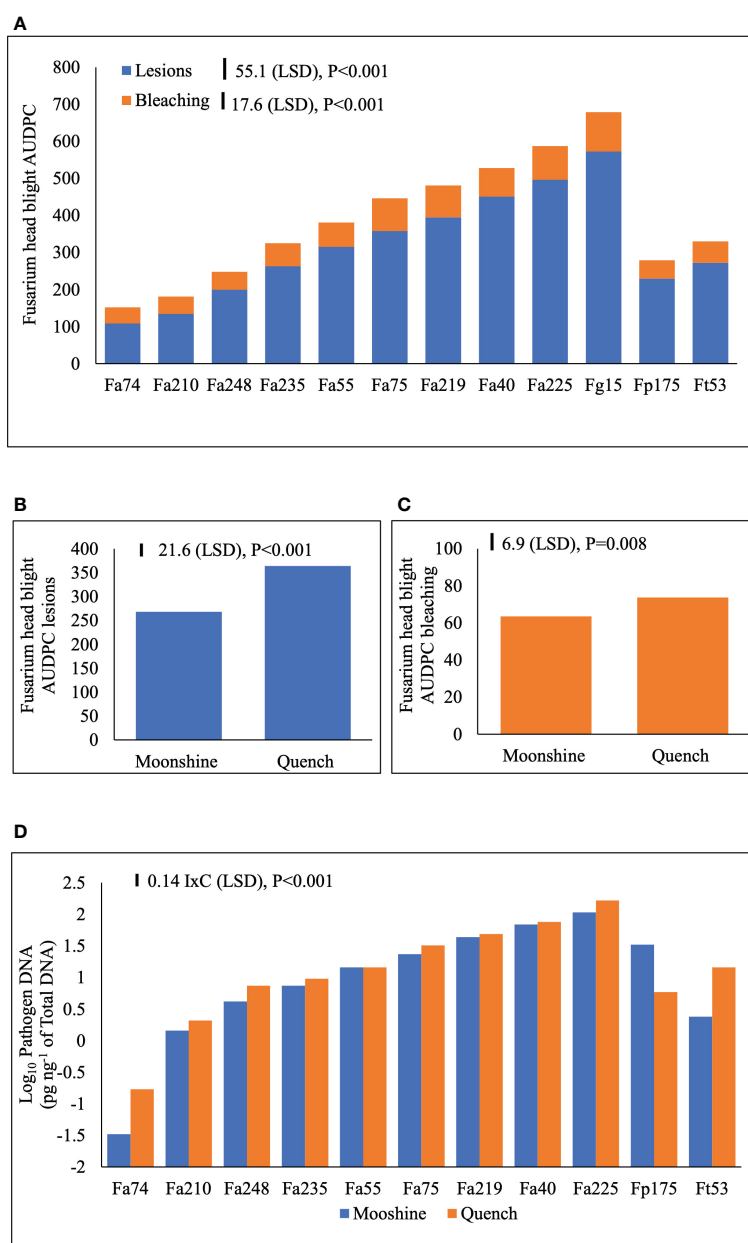 A
Fusarium head blight AUDPC
800
700
600
500
400
300
200
100
0
Lesions 55.1 (LSD), P<0.001
Bleaching 17.6 (LSD), P<0.001
Fa74 Fa210 Fa248 Fa235 Fa55 Fa75 Fa219 Fa40 Fa225 Fg15 Fp175 Ft53
B
Fusarium head blight
AUDPC lesions
400
350
300
250
200
150
100
50
0
21.6 (LSD), P<0.001
Moonshine Quench
C
Fusarium head blight
AUDPC bleaching
100
80
60
40
20
0
6.9 (LSD), P=0.008
Moonshine Quench
D
Log₁₀ Pathogen DNA
(pg ng⁻¹ of Total DNA)
2.5
2
1.5
1
0.5
0
-0.5
-1
-1.5
-2
0.14 IxC (LSD), P<0.001
Fa74 Fa210 Fa248 Fa235 Fa55 Fa75 Fa219 Fa40 Fa225 Fp175 Ft53
Mooshine Quench